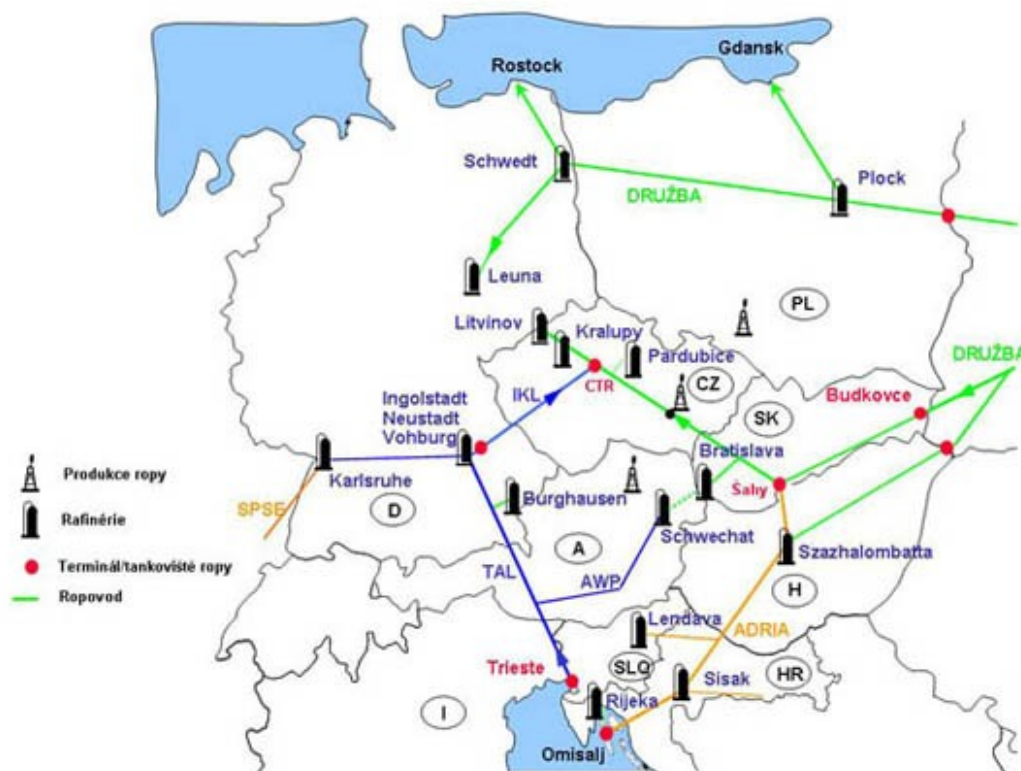 Gdansk
Rostock
Schwedt
Plock
DRUŽBA
Leuna
PL
Litvinov
Kralupy
Pardubice
DRUŽBA
CTR
CZ
IKL
Budkovce
SK
Ingolstadt
Neustadt
Vohburg
Bratislava
Karlsruhe
Šahy
Produkce ropy
SPSE
D
Burghausen
Rafinérie
A
Schwechat
Szazhalombatta
Terminál/tankoviště ropy
TAL
AWP
H
Ropovod
Lendava
ADRIA
Trieste
SLO
HR
Sisak
Rijeka
I
Omisalj